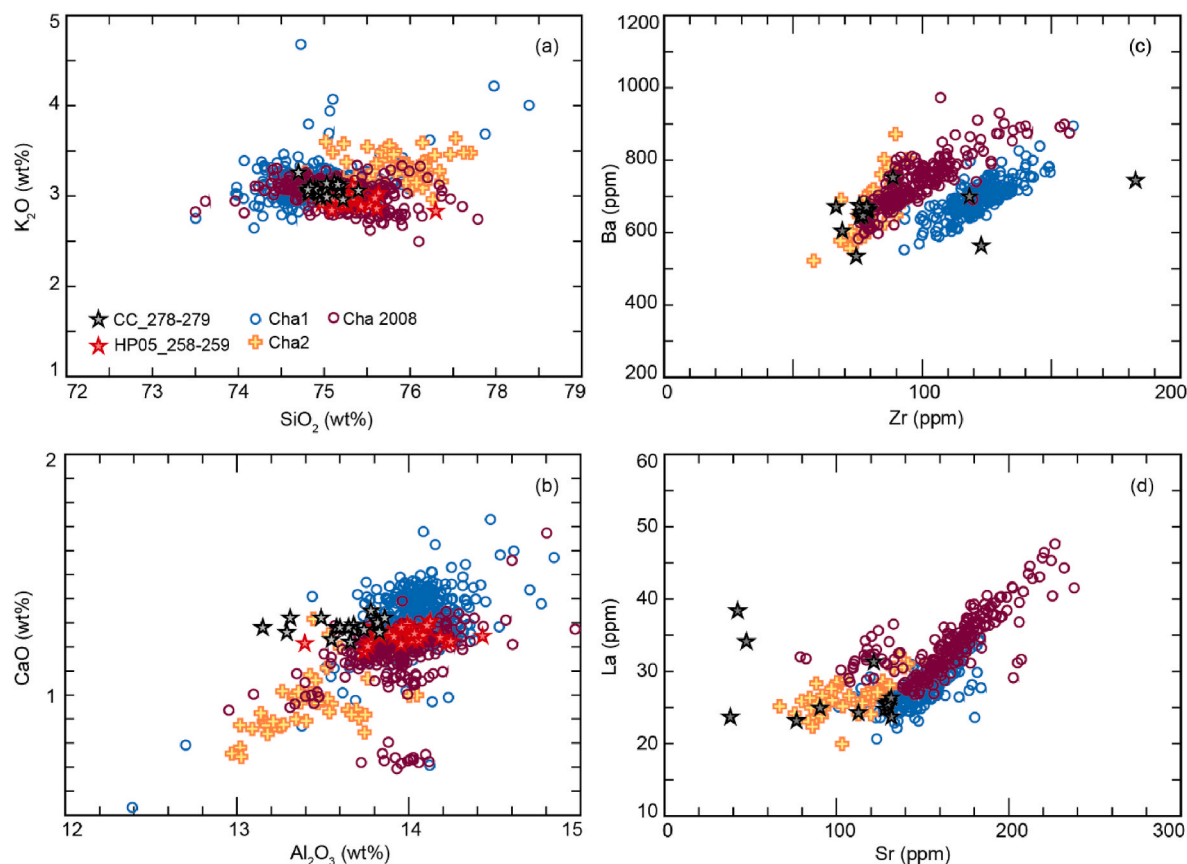 (a)
K₂O (wt%)
5
4
3
2
1
CC_278-279
HP05_258-259
Cha1
Cha2
Cha 2008
72 73 74 75 76 77 78 79
SiO₂ (wt%)
(c)
Ba (ppm)
1200
1000
800
600
400
200
0 100 200
Zr (ppm)
(b)
CaO (wt%)
2
1
12 13 14 15
Al₂O₃ (wt%)
(d)
La (ppm)
60
50
40
30
20
10
0 100 200 300
Sr (ppm)